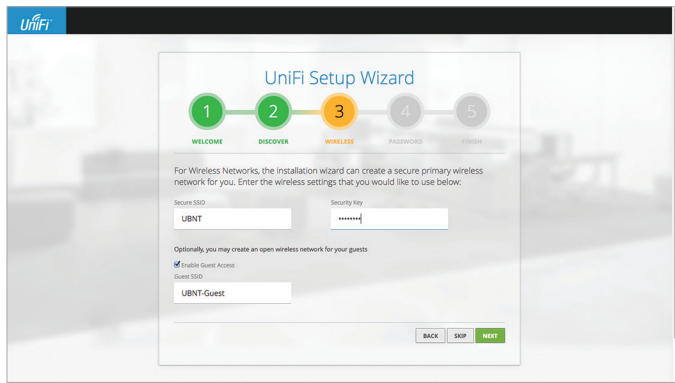 UniFi
UniFi Setup Wizard
1 2 3 4 5
WELCOME DISCOVER WIRELESS PASSWORD FINISH
For Wireless Networks, the installation wizard can create a secure primary wireless
network for you. Enter the wireless settings that you would like to use below:
Secure SSID Security Key
UBNT ••••••••
Optionally, you may create an open wireless network for your guests
Enable Guest Access
Guest SSID
UBNT-Guest
BACK SKIP NEXT